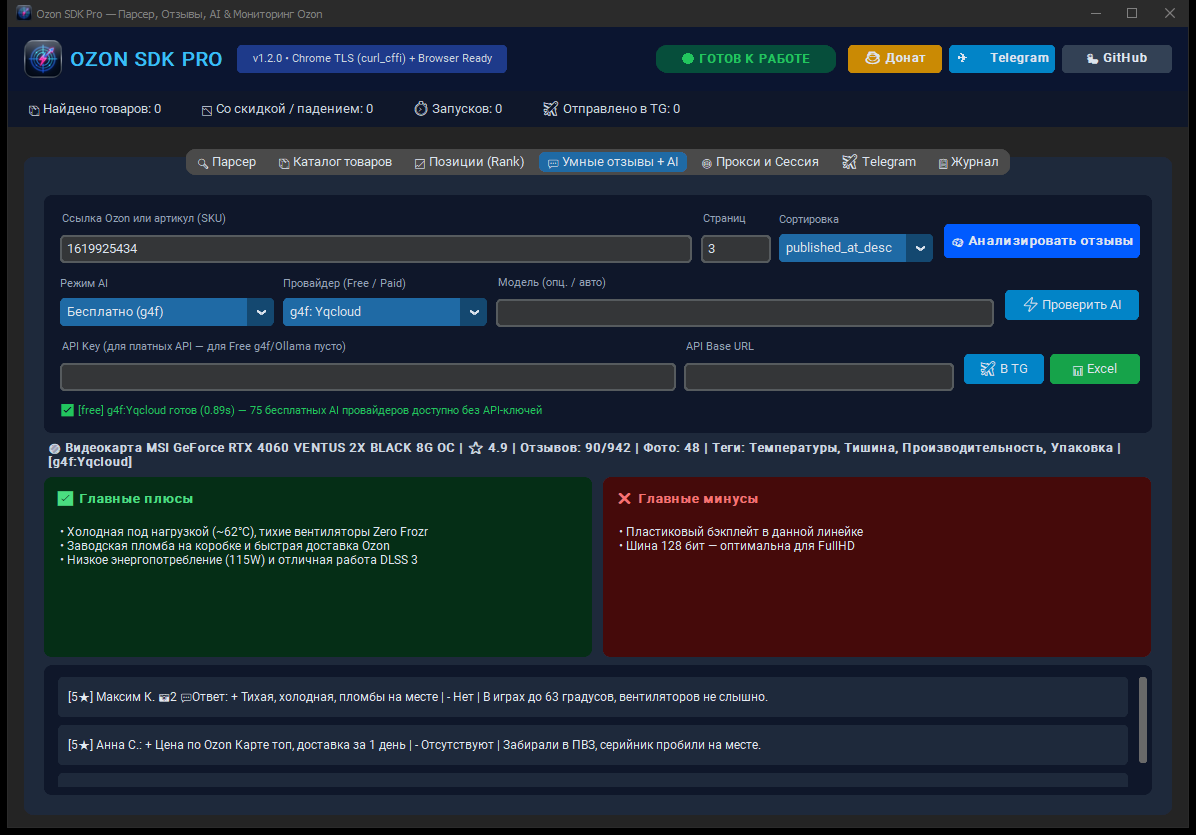 Ozon SDK Pro — Парсер, Отзывы, AI & Мониторинг Ozon
OZON SDK PRO
v1.2.0 • Chrome TLS (curl_cffi) + Browser Ready
ГОТОВ К РАБОТЕ
Донат
Telegram
GitHub
Найдено товаров: 0
Со скидкой / падением: 0
Запусков: 0
Отправлено в TG: 0
Парсер
Каталог товаров
Позиции (Rank)
Умные отзывы + AI
Прокси и Сессия
Telegram
Журнал
Ссылка Ozon или артикул (SKU)
Страниц
Сортировка
1619925434
3
published_at_desc
Анализировать отзывы
Режим AI
Провайдер (Free / Paid)
Модель (опц. / авто)
Бесплатно (g4f)
g4f: Yqcloud
Проверить AI
API Key (для платных API — для Free g4f/Ollama пусто)
API Base URL
В TG
Excel
[free] g4f:Yqcloud готов (0.89s) — 75 бесплатных AI провайдеров доступно без API-ключей
Видеокарта MSI GeForce RTX 4060 VENTUS 2X BLACK 8G OC | ☆ 4.9 | Отзывов: 90/942 | Фото: 48 | Теги: Температуры, Тишина, Производительность, Упаковка |
[g4f:Yqcloud]
Главные плюсы
• Холодная под нагрузкой (~62°C), тихие вентиляторы Zero Frozr
• Заводская пломба на коробке и быстрая доставка Ozon
• Низкое энергопотребление (115W) и отличная работа DLSS 3
Главные минусы
• Пластиковый бэкплейт в данной линейке
• Шина 128 бит — оптимальна для FullHD
[5★] Максим К. 📷2 💬Ответ: + Тихая, холодная, пломбы на месте | - Нет | В играх до 63 градусов, вентиляторов не слышно.
[5★] Анна С.: + Цена по Ozon Карте топ, доставка за 1 день | - Отсутствуют | Забирали в ПВЗ, серийник пробили на месте.